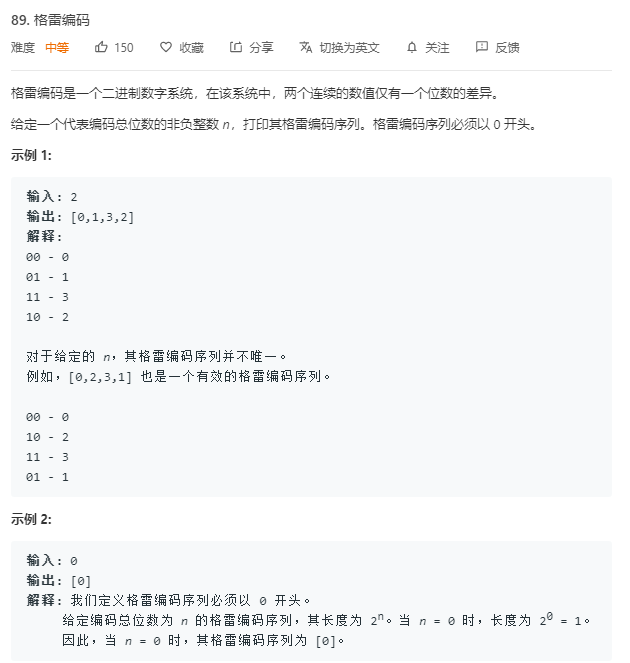 89. 格雷编码
难度 中等 150 收藏 分享 切换为英文 关注 反馈
格雷编码是一个二进制数字系统，在该系统中，两个连续的数值仅有一个位数的差异。
给定一个代表编码总位数的非负整数 n，打印其格雷编码序列。格雷编码序列必须以 0 开头。
示例 1:
输入: 2
输出: [0,1,3,2]
解释:
00 - 0
01 - 1
11 - 3
10 - 2
对于给定的 n，其格雷编码序列并不唯一。
例如，[0,2,3,1] 也是一个有效的格雷编码序列。
00 - 0
10 - 2
11 - 3
01 - 1
示例 2:
输入: 0
输出: [0]
解释: 我们定义格雷编码序列必须以 0 开头。
给定编码总位数为 n 的格雷编码序列，其长度为 2ⁿ。当 n = 0 时，长度为 2⁰ = 1。
因此，当 n = 0 时，其格雷编码序列为 [0]。